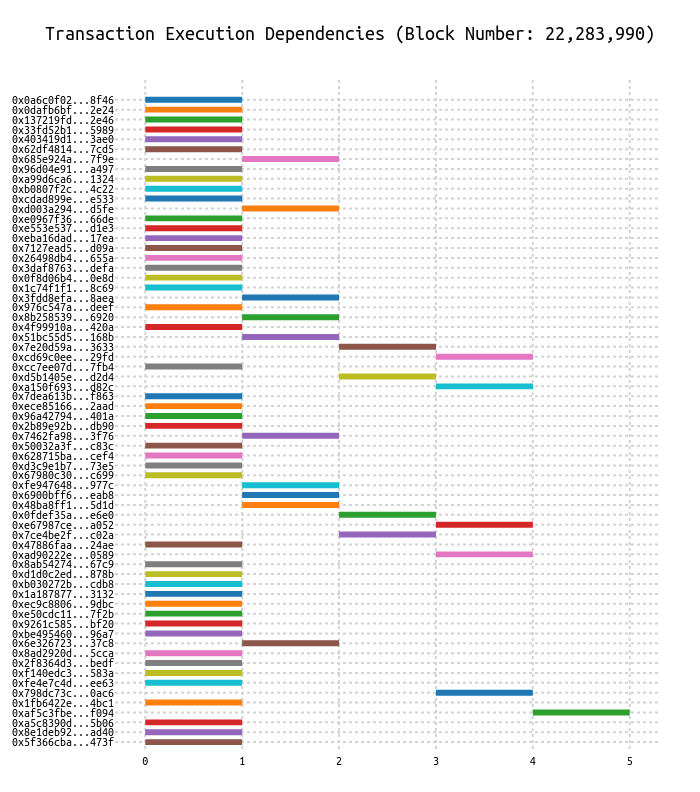 Transaction Execution Dependencies (Block Number: 22,283,990)
0x0a6c0f02...8f46
0x0dafb6bf...2e24
0x137219fd...2e46
0x33fd52b1...5989
0x403419d1...3ae0
0x62df4814...7cd5
0x685e924a...7f9e
0x96d04e91...a497
0xa99d6ca6...1324
0xb0807f2c...4c22
0xcdad899e...e533
0xd003a294...d5fe
0xe0967f36...66de
0xe553e537...d1e3
0xeba16dad...17ea
0x7127ead5...d09a
0x26498db4...655a
0x3daf8763...defa
0x0f8d06b4...0e8d
0x1c74f1f1...8c69
0x3fdd8efa...8aea
0x976c547a...deef
0x8b258539...6920
0x4f99910a...420a
0x51bc55d5...168b
0x7e20d59a...3633
0xcd69c0ee...29fd
0xcc7ee07d...7fb4
0xd5b1405e...d2d4
0xa150f693...d82c
0x7dea613b...f863
0xece85166...2aad
0x96a42794...401a
0x2b89e92b...db90
0x7462fa98...3f76
0x50032a3f...c83c
0x628715ba...cef4
0xd3c9e1b7...73e5
0x67980c30...c699
0xfe947648...977c
0x6900bff6...eab8
0x48ba8ff1...5d1d
0x0fdef35a...e6e0
0xe67987ce...a052
0x7ce4be2f...c02a
0x47886faa...24ae
0xad90222e...0589
0x8ab54274...67c9
0xd1d0c2ed...878b
0xb030272b...cdb8
0x1a187877...3132
0xec9c8806...9dbc
0xe50cdc11...7f2b
0x9261c585...bf20
0xbe495460...96a7
0x6e326723...37c8
0x8ad2920d...5cca
0x2f8364d3...bedf
0xf140edc3...583a
0xfe4e7c4d...ee63
0x798dc73c...0ac6
0x1fb6422e...4bc1
0xaf5c3fbe...f094
0xa5c8390d...5b06
0x8e1deb92...ad40
0x5f366cba...473f
0 1 2 3 4 5